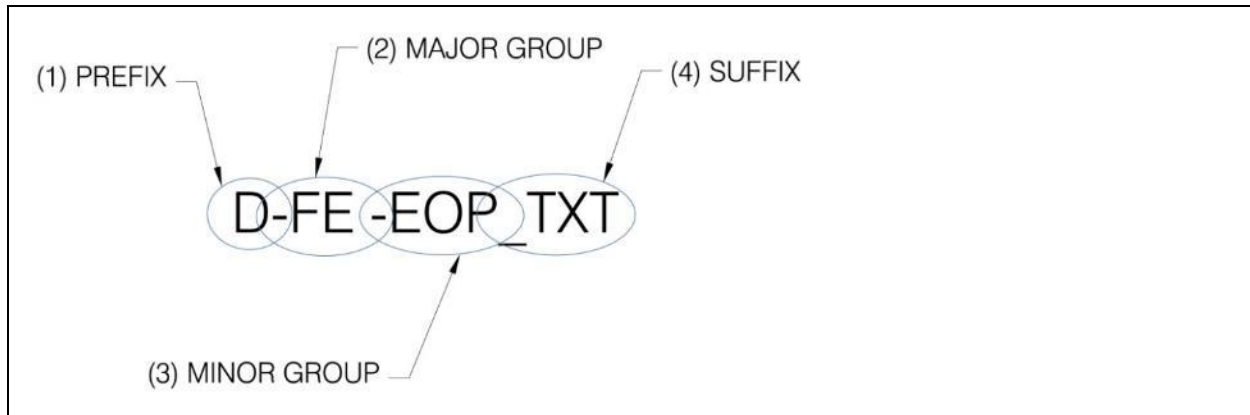 (2) MAJOR GROUP
(1) PREFIX
(4) SUFFIX
D-FE -EOP_TXT
(3) MINOR GROUP